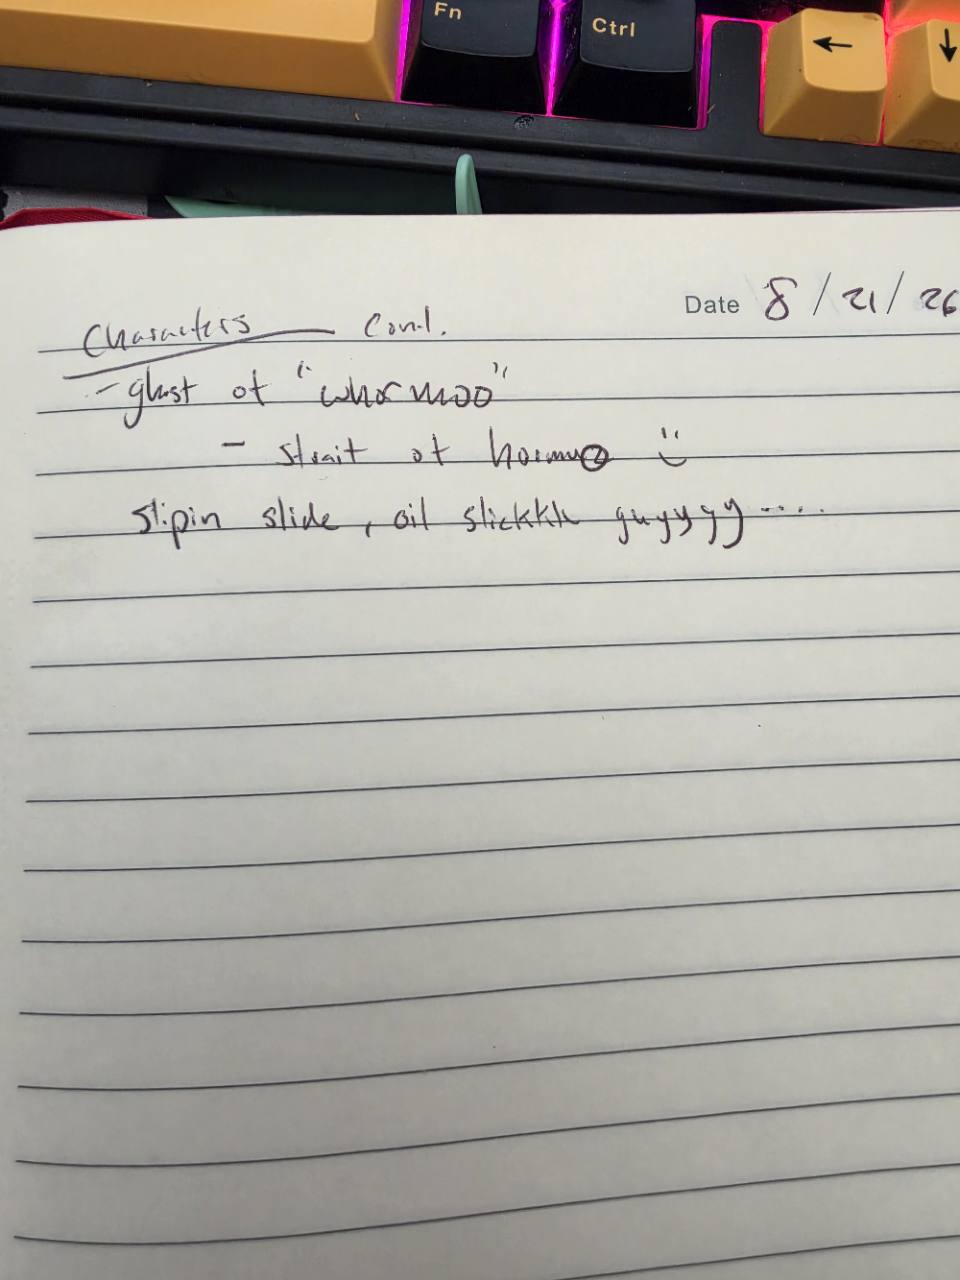 Fn Ctrl ← ↓
Date 8/21/26
Characters Cont.
- ghost of "whormoo"
- strait of hormuz
slipin slide, oil slickkk guyyyy.....